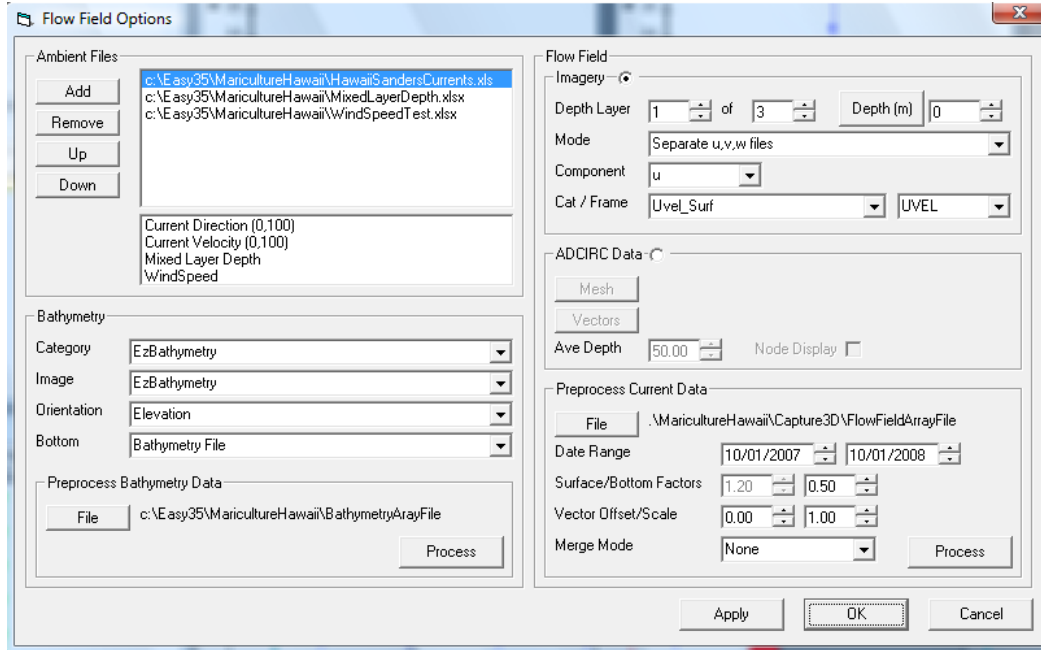 Flow Field Options
Ambient Files
Add
Remove
Up
Down
c:\Easy35\MaricultureHawaii\HawaiiSandersCurrents.xls
c:\Easy35\MaricultureHawaii\MixedLayerDepth.xlsx
c:\Easy35\MaricultureHawaii\WindSpeedTest.xlsx
Current Direction (0,100)
Current Velocity (0,100)
Mixed Layer Depth
WindSpeed
Bathymetry
Category EzBathymetry
Image EzBathymetry
Orientation Elevation
Bottom Bathymetry File
Preprocess Bathymetry Data
File c:\Easy35\MaricultureHawaii\BathymetryArayFile
Process
Flow Field
Imagery
Depth Layer 1 of 3 Depth (m) 0
Mode Separate u,v,w files
Component u
Cat / Frame Uvel_Surf UVEL
ADCIRC Data
Mesh
Vectors
Ave Depth 50.00 Node Display
Preprocess Current Data
File .\MaricultureHawaii\Capture3D\FlowFieldArrayFile
Date Range 10/01/2007 10/01/2008
Surface/Bottom Factors 1.20 0.50
Vector Offset/Scale 0.00 1.00
Merge Mode None Process
Apply OK Cancel